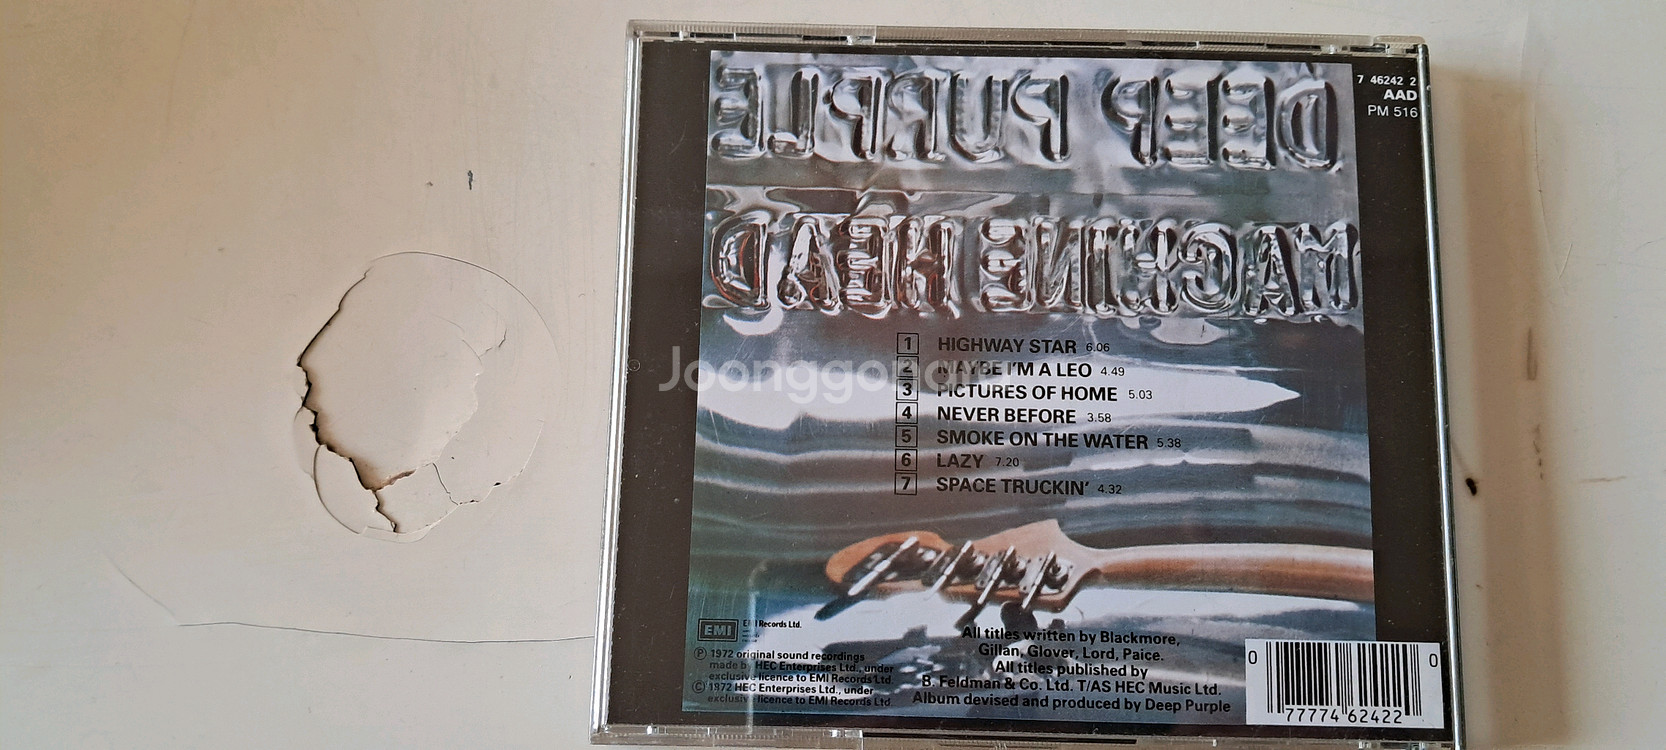 DEEP PURPLE
MACHINE HEAD
7 46242 2
AAD
PM 516
1 HIGHWAY STAR 6.06
2 MAYBE I'M A LEO 4.49
3 PICTURES OF HOME 5.03
4 NEVER BEFORE 3.58
5 SMOKE ON THE WATER 5.38
6 LAZY 7.20
7 SPACE TRUCKIN' 4.32
EMI
EMI Records Ltd.
Ⓟ 1972 original sound recordings
made by HEC Enterprises Ltd., under
exclusive licence to EMI Records Ltd.
© 1972 HEC Enterprises Ltd., under
exclusive licence to EMI Records Ltd.
All titles written by Blackmore,
Gillan, Glover, Lord, Paice.
All titles published by
B. Feldman & Co. Ltd. T/AS HEC Music Ltd.
Album devised and produced by Deep Purple
0 77774 62422 0